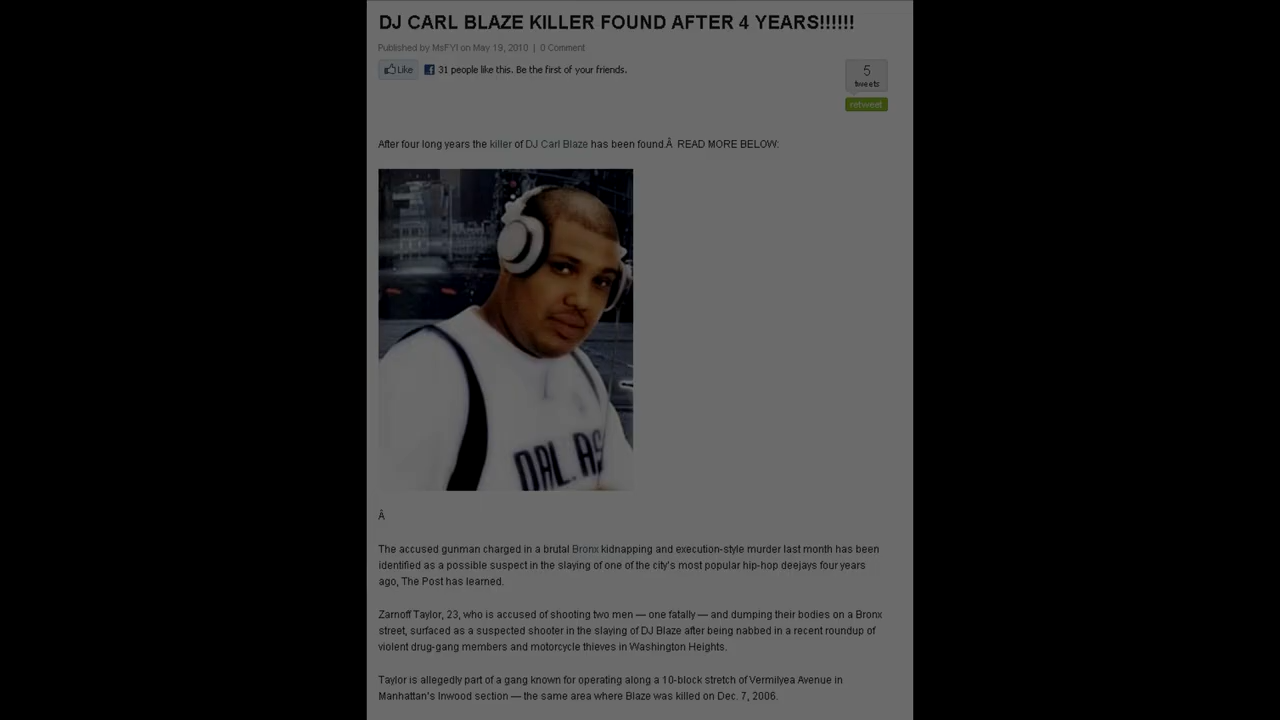 DJ CARL BLAZE KILLER FOUND AFTER 4 YEARS!!!!!!
Published by MsFYI on May 19, 2010 | 0 Comment
Like
31 people like this. Be the first of your friends.
5
tweets
retweet
After four long years the killer of DJ Carl Blaze has been found.Â  READ MORE BELOW:
DAL AS
Â
The accused gunman charged in a brutal Bronx kidnapping and execution-style murder last month has been
identified as a possible suspect in the slaying of one of the city's most popular hip-hop deejays four years
ago, The Post has learned.
Zarnoff Taylor, 23, who is accused of shooting two men — one fatally — and dumping their bodies on a Bronx
street, surfaced as a suspected shooter in the slaying of DJ Blaze after being nabbed in a recent roundup of
violent drug-gang members and motorcycle thieves in Washington Heights.
Taylor is allegedly part of a gang known for operating along a 10-block stretch of Vermilyea Avenue in
Manhattan's Inwood section — the same area where Blaze was killed on Dec. 7, 2006.